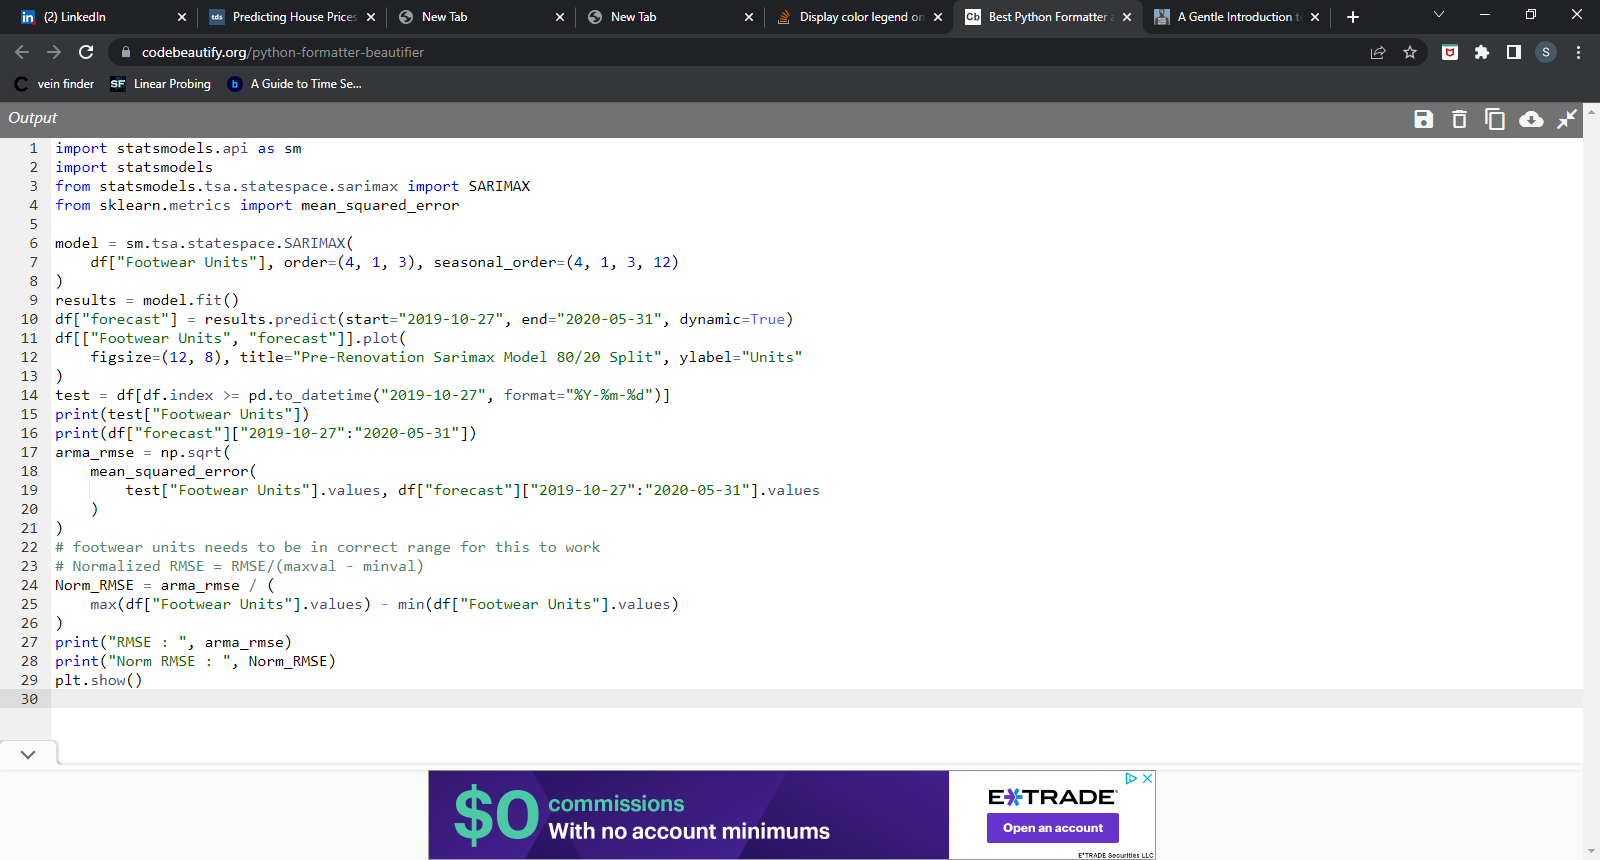 (2) LinkedIn
Predicting House Prices
New Tab
New Tab
Display color legend on
Best Python Formatter a
A Gentle Introduction t
codebeautify.org/python-formatter-beautifier
S
vein finder
SF Linear Probing
b A Guide to Time Se...
Output
1 import statsmodels.api as sm
2 import statsmodels
3 from statsmodels.tsa.statespace.sarimax import SARIMAX
4 from sklearn.metrics import mean_squared_error
5
6 model = sm.tsa.statespace.SARIMAX(
7     df["Footwear Units"], order=(4, 1, 3), seasonal_order=(4, 1, 3, 12)
8 )
9 results = model.fit()
10 df["forecast"] = results.predict(start="2019-10-27", end="2020-05-31", dynamic=True)
11 df[["Footwear Units", "forecast"]].plot(
12     figsize=(12, 8), title="Pre-Renovation Sarimax Model 80/20 Split", ylabel="Units"
13 )
14 test = df[df.index >= pd.to_datetime("2019-10-27", format="%Y-%m-%d")]
15 print(test["Footwear Units"])
16 print(df["forecast"]["2019-10-27":"2020-05-31"])
17 arma_rmse = np.sqrt(
18     mean_squared_error(
19         test["Footwear Units"].values, df["forecast"]["2019-10-27":"2020-05-31"].values
20     )
21 )
22 # footwear units needs to be in correct range for this to work
23 # Normalized RMSE = RMSE/(maxval - minval)
24 Norm_RMSE = arma_rmse / (
25     max(df["Footwear Units"].values) - min(df["Footwear Units"].values)
26 )
27 print("RMSE : ", arma_rmse)
28 print("Norm RMSE : ", Norm_RMSE)
29 plt.show()
30
$0 commissions
With no account minimums
E*TRADE
Open an account
E*TRADE Securities LLC